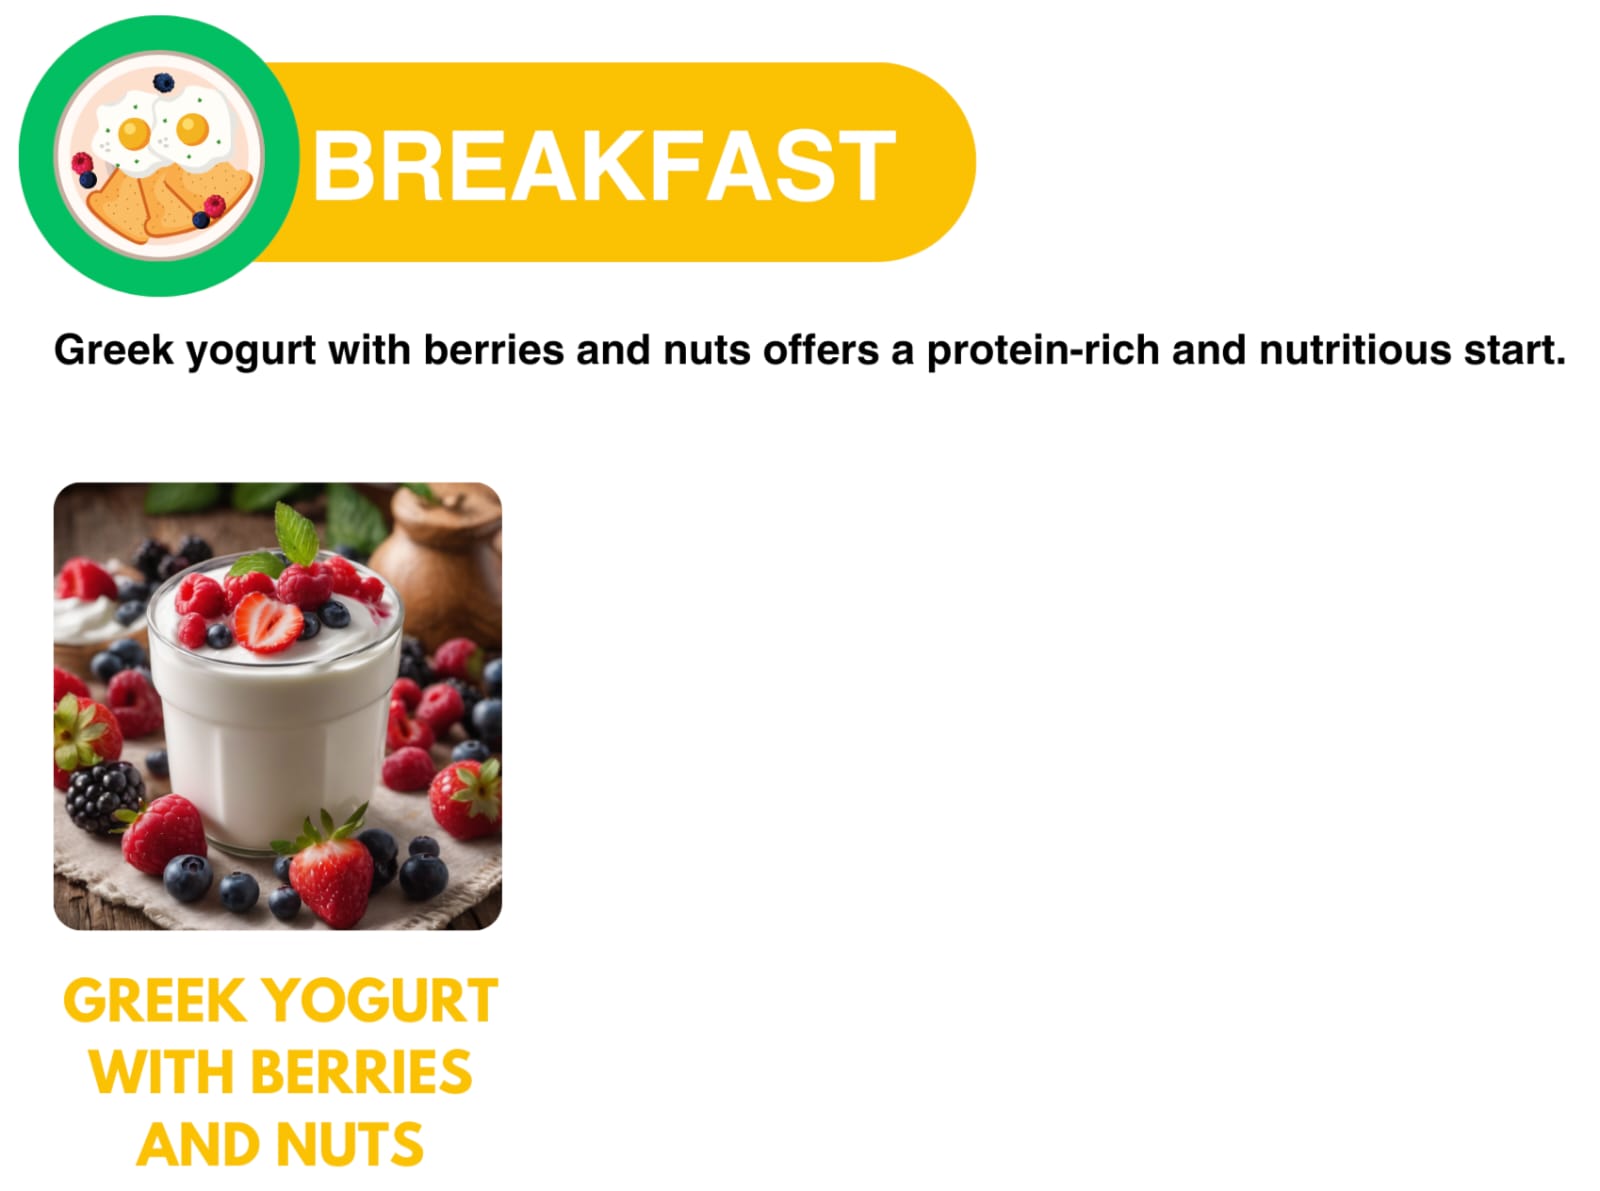 BREAKFAST
Greek yogurt with berries and nuts offers a protein-rich and nutritious start.
GREEK YOGURT
WITH BERRIES
AND NUTS